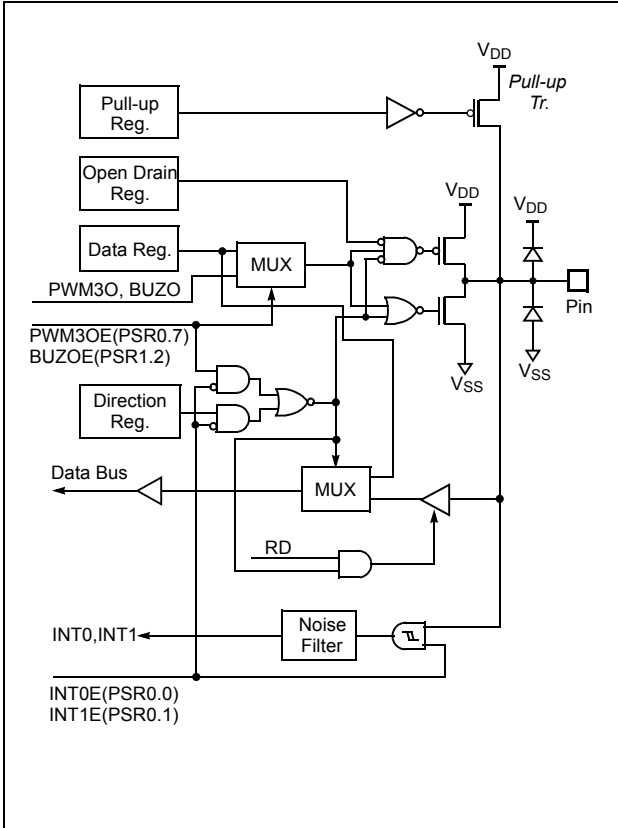 VDD
Pull-up
Tr.
Pull-up
Reg.
Open Drain
Reg.
VDD
VDD
Data Reg.
MUX
PWM3O, BUZO
Pin
PWM3OE(PSR0.7)
BUZOE(PSR1.2)
VSS
VSS
Direction
Reg.
Data Bus
MUX
RD
Noise
Filter
INT0,INT1
INT0E(PSR0.0)
INT1E(PSR0.1)